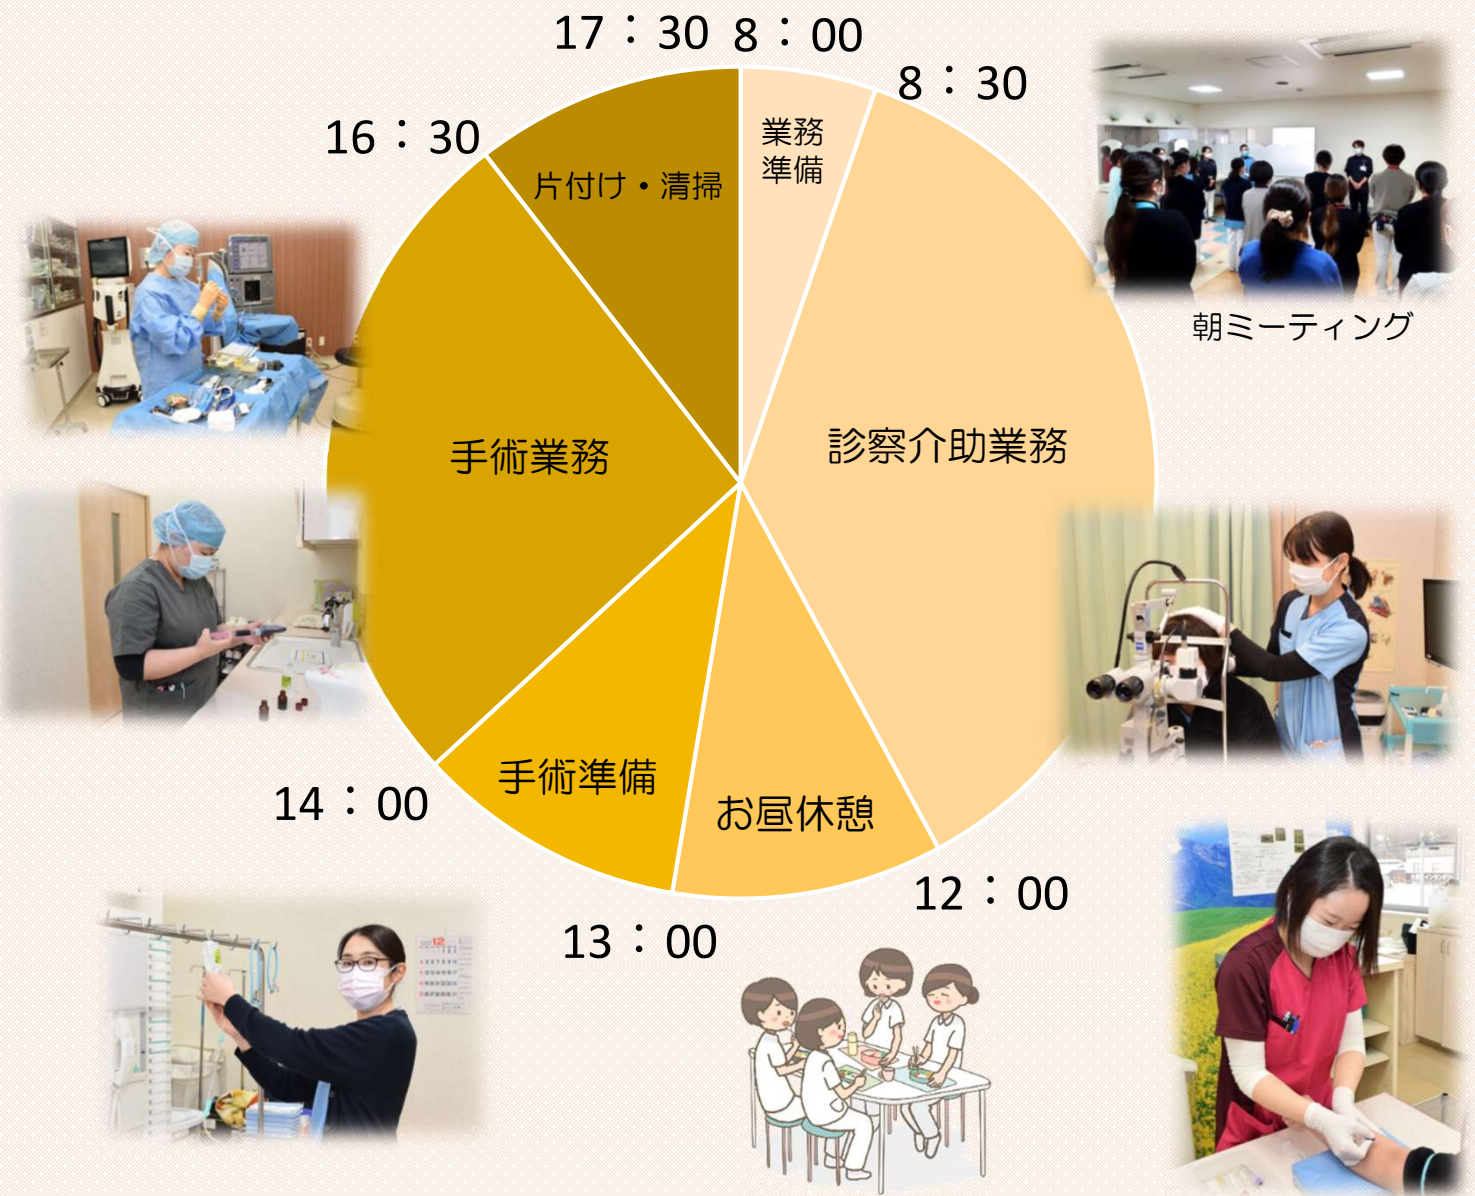 17：30
8：00
8：30
16：30
業務
準備
片付け・清掃
朝ミーティング
手術業務
診察介助業務
手術準備
お昼休憩
14：00
12：00
13：00
12